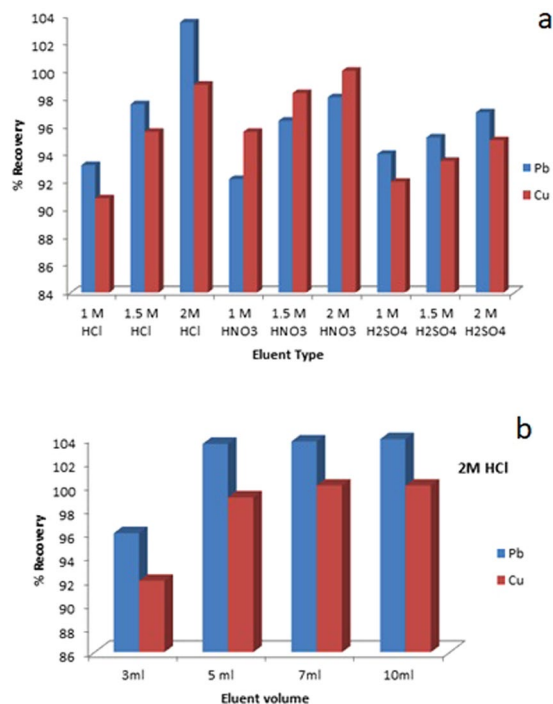 a
104
102
100
98
96
94
92
90
88
86
84
% Recovery
Pb
Cu
1 M HCl
1.5 M HCl
2M HCl
1 M HNO3
1.5 M HNO3
2 M HNO3
1 M H2SO4
1.5 M H2SO4
2 M H2SO4
Eluent Type
b
104
102
100
98
96
94
92
90
88
86
% Recovery
2M HCl
Pb
Cu
3ml
5 ml
7ml
10ml
Eluent volume